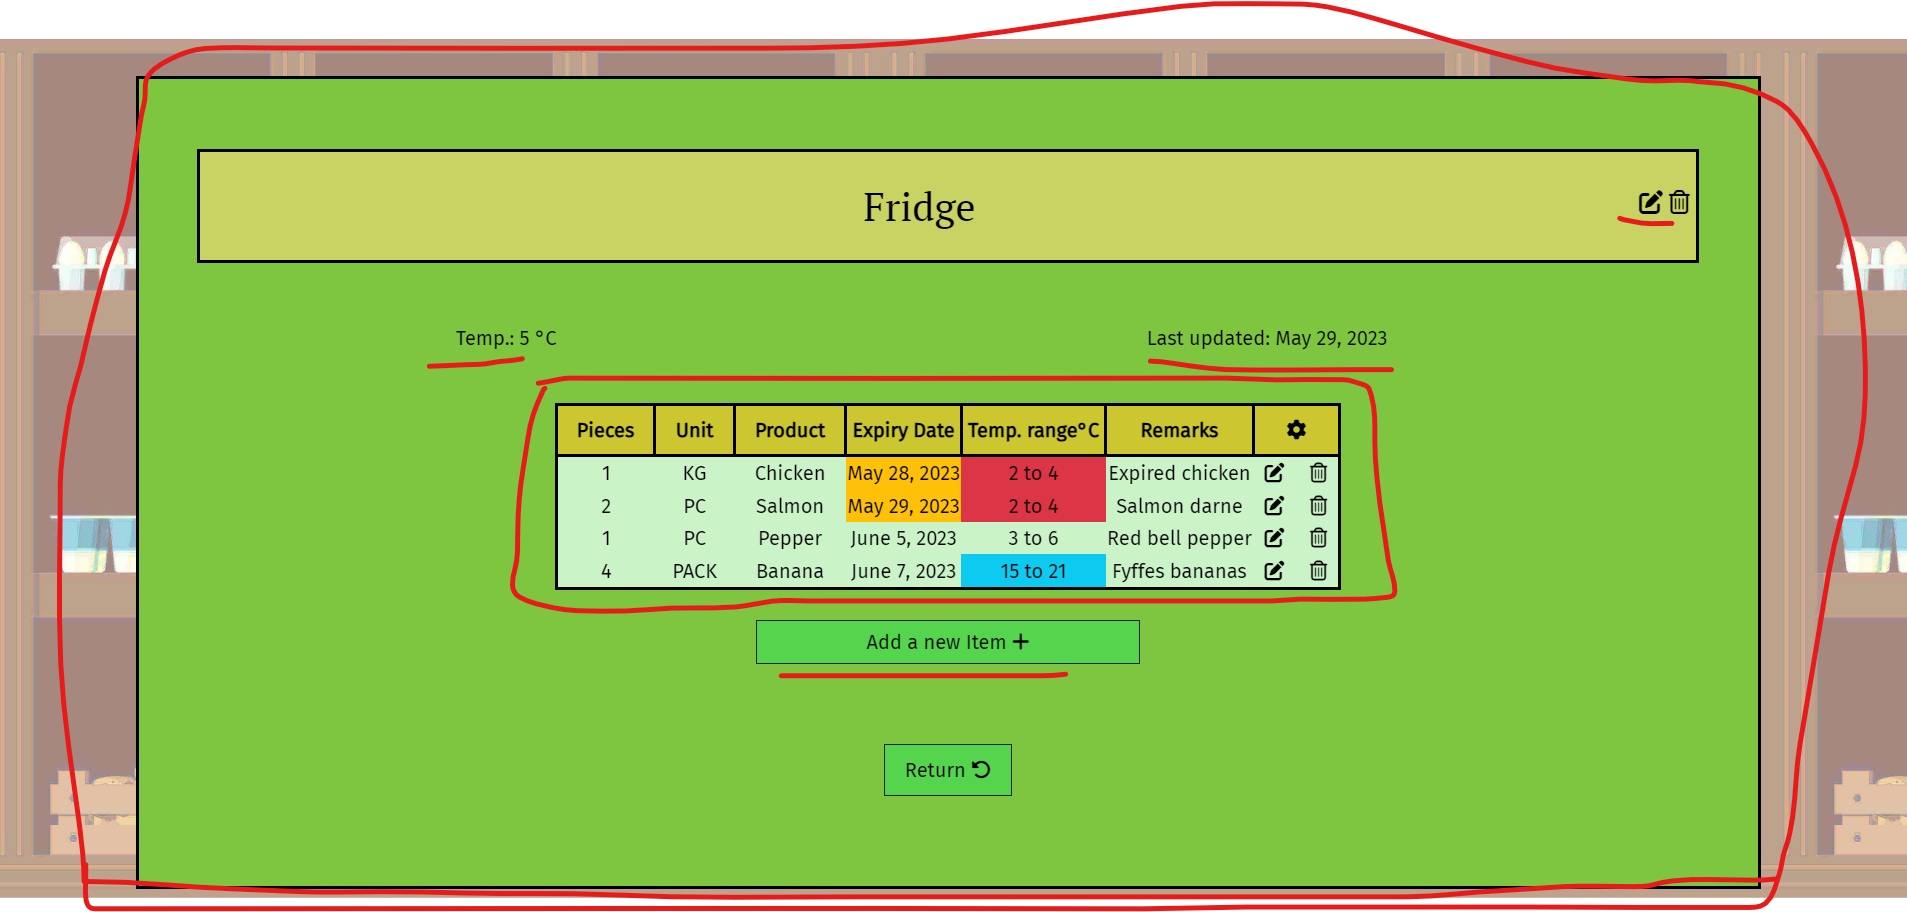 Fridge
Temp.: 5 °C
Last updated: May 29, 2023
Pieces Unit Product Expiry Date Temp. range°C Remarks
1 KG Chicken May 28, 2023 2 to 4 Expired chicken
2 PC Salmon May 29, 2023 2 to 4 Salmon darne
1 PC Pepper June 5, 2023 3 to 6 Red bell pepper
4 PACK Banana June 7, 2023 15 to 21 Fyffes bananas
Add a new Item +
Return